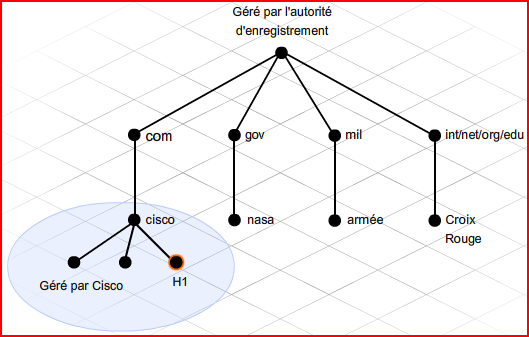 Géré par l'autorité
d'enregistrement
com
gov
mil
int/net/org/edu
cisco
nasa
armée
Croix
Rouge
Géré par Cisco
H1